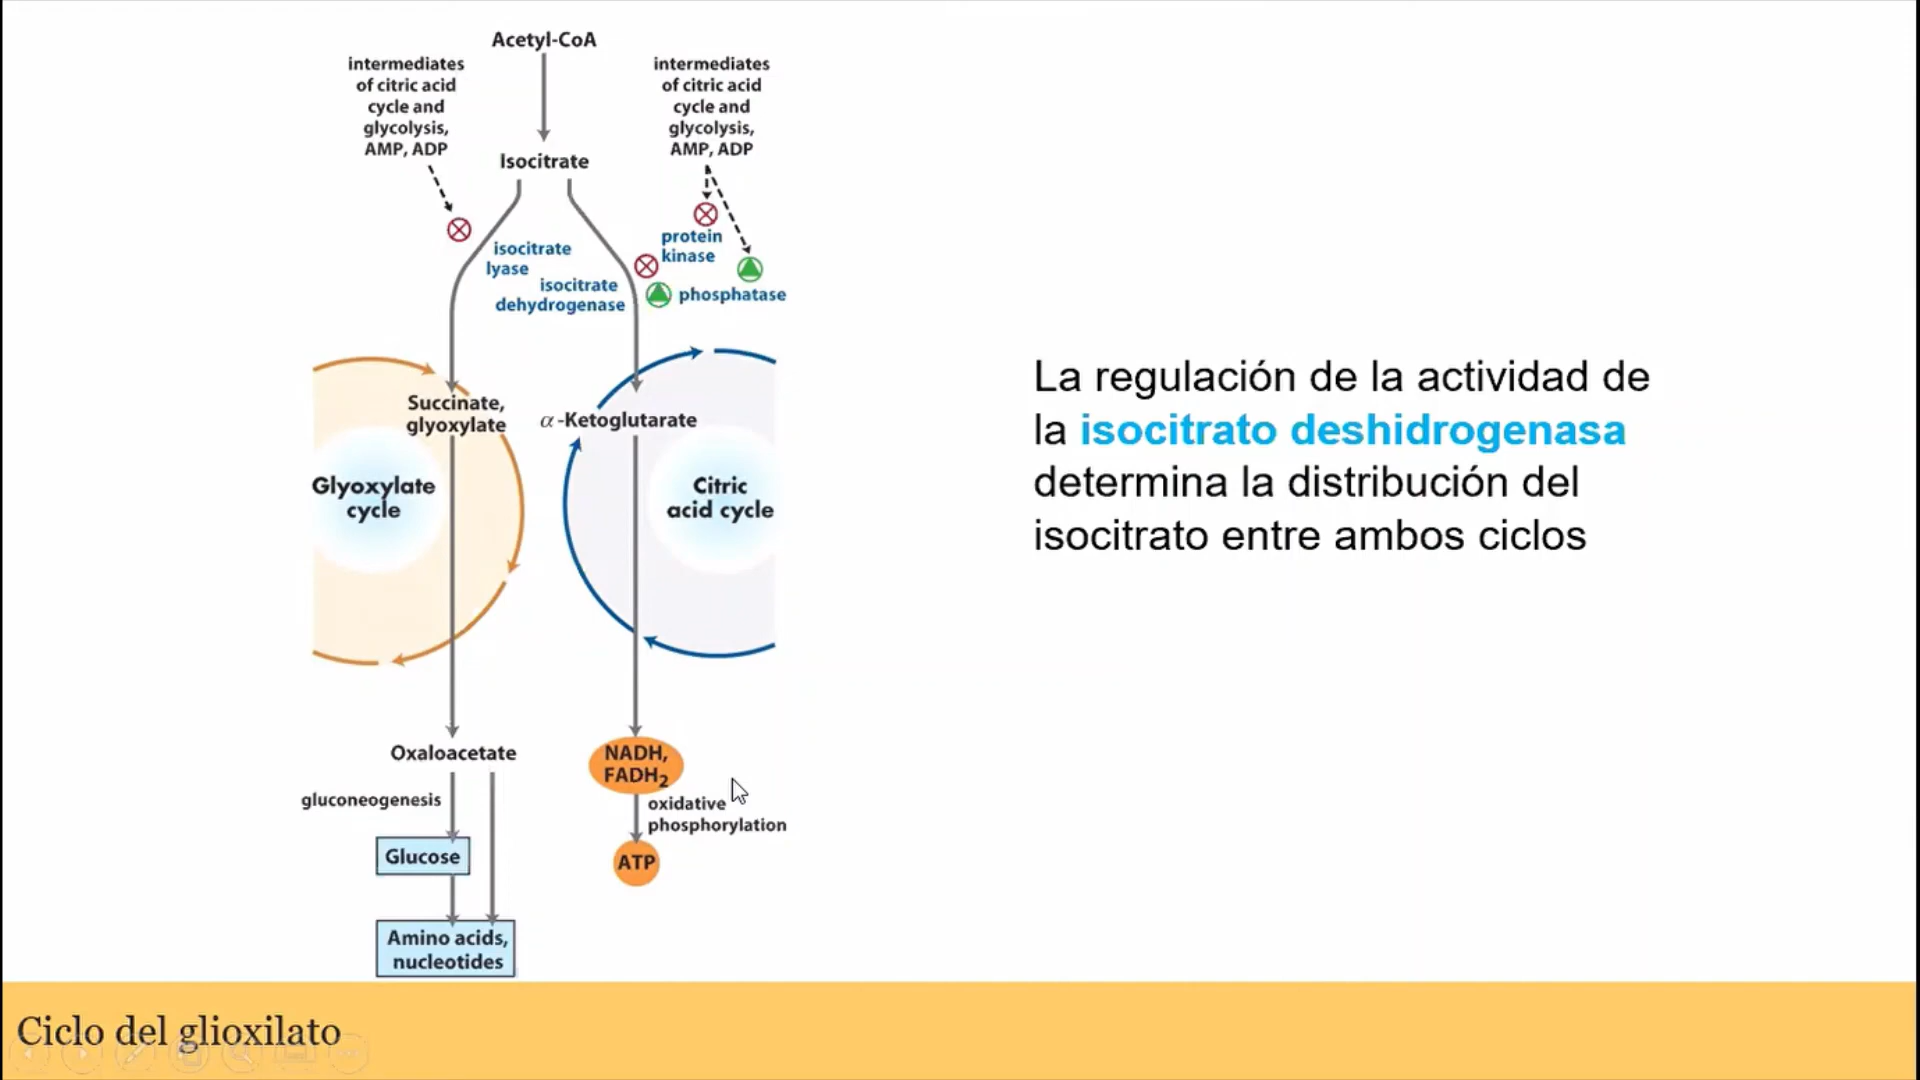 Acetyl-CoA
intermediates
of citric acid
cycle and
glycolysis,
AMP, ADP
intermediates
of citric acid
cycle and
glycolysis,
AMP, ADP
Isocitrate
isocitrate
lyase
protein
kinase
isocitrate
dehydrogenase
phosphatase
Succinate,
glyoxylate
α-Ketoglutarate
Glyoxylate
cycle
Citric
acid cycle
Oxaloacetate
NADH,
FADH₂
gluconeogenesis
oxidative
phosphorylation
Glucose
ATP
Amino acids,
nucleotides
La regulación de la actividad de
la isocitrato deshidrogenasa
determina la distribución del
isocitrato entre ambos ciclos
Ciclo del glioxilato